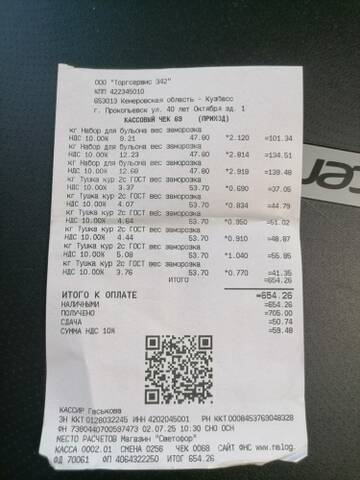 ООО "Торгсервис 342"
КПП 422345010
653013 Кемеровская область - Кузбасс
г. Прокопьевск ул. 40 лет Октября зд. 1
КАССОВЫЙ ЧЕК 69 (ПРИХОД)
кг Набор для бульона вес заморозка
НДС 10.00% 9.21 47.80 *2.120 =101.34
кг Набор для бульона вес заморозка
НДС 10.00% 12.23 47.80 *2.814 =134.51
кг Набор для бульона вес заморозка
НДС 10.00% 12.68 47.80 *2.918 =139.48
кг Тушка кур 2с ГОСТ вес заморозка
НДС 10.00% 3.37 53.70 *0.690 =37.05
кг Тушка кур 2с ГОСТ вес заморозка
НДС 10.00% 4.07 53.70 *0.834 =44.79
кг Тушка кур 2с ГОСТ вес заморозка
НДС 10.00% 4.64 53.70 *0.950 =51.02
кг Тушка кур 2с ГОСТ вес заморозка
НДС 10.00% 4.44 53.70 *0.910 =48.87
кг Тушка кур 2с ГОСТ вес заморозка
НДС 10.00% 5.08 53.70 *1.040 =55.85
кг Тушка кур 2с ГОСТ вес заморозка
НДС 10.00% 3.76 53.70 *0.770 =41.35
ИТОГО =654.26
ИТОГО К ОПЛАТЕ =654.26
НАЛИЧНЫМИ =654.26
ПОЛУЧЕНО =705.00
СДАЧА =50.74
СУММА НДС 10% =59.48
КАССИР Гаськова
ЗН ККТ 0128032245 ИНН 4202045001 РН ККТ 0008453769048328
ФН 7380440700597473 02.07.25 10:30 СНО ОСН
МЕСТО РАСЧЕТОВ Магазин "Светофор"
КАССА 0002.01 СМЕНА 0256 ЧЕК 0068 САЙТ ФНС www.nalog.
ФД 70061 ФП 4064322250 ИТОГ 654.26